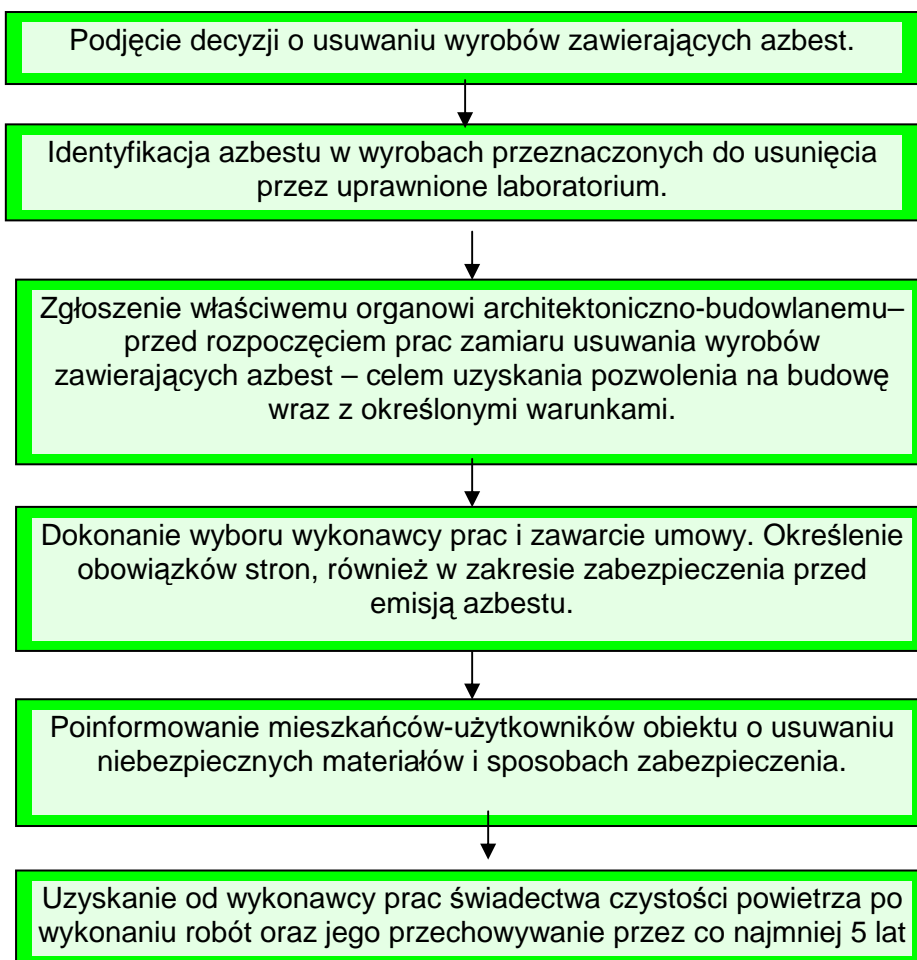 Podjęcie decyzji o usuwaniu wyrobów zawierających azbest.
Identyfikacja azbestu w wyrobach przeznaczonych do usunięcia
przez uprawnione laboratorium.
Zgłoszenie właściwemu organowi architektoniczno-budowlanemu–
przed rozpoczęciem prac zamiaru usuwania wyrobów
zawierających azbest – celem uzyskania pozwolenia na budowę
wraz z określonymi warunkami.
Dokonanie wyboru wykonawcy prac i zawarcie umowy. Określenie
obowiązków stron, również w zakresie zabezpieczenia przed
emisją azbestu.
Poinformowanie mieszkańców-użytkowników obiektu o usuwaniu
niebezpiecznych materiałów i sposobach zabezpieczenia.
Uzyskanie od wykonawcy prac świadectwa czystości powietrza po
wykonaniu robót oraz jego przechowywanie przez co najmniej 5 lat